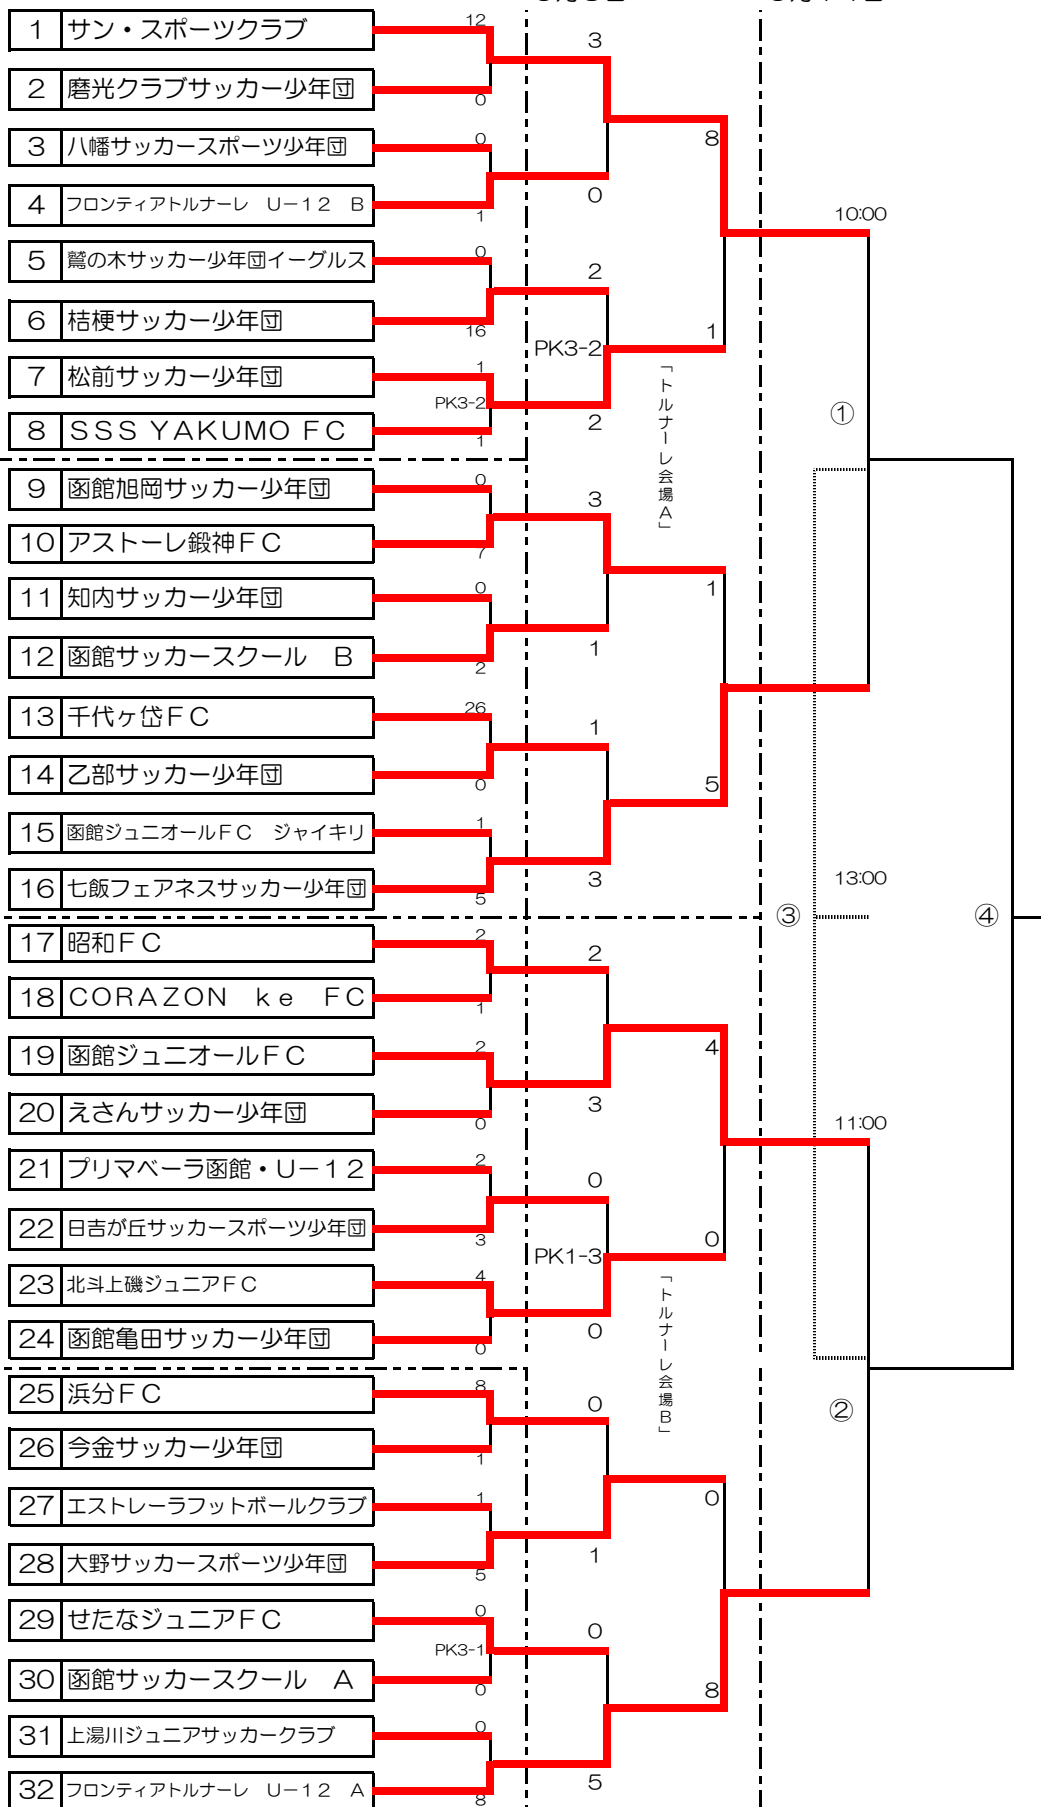 12
1 サン・スポーツクラブ
3
2 磨光クラブサッカー少年団
0
3 八幡サッカースポーツ少年団
0
8
4 フロンティアトルナーレ U－12 B
0
1
10:00
5 鷲の木サッカー少年団イーグルス
0
2
6 桔梗サッカー少年団
16
1
PK3-2
7 松前サッカー少年団
1
PK3-2
2
8 SSS YAKUMO FC
1
「トルナーレ会場A」
①
9 函館旭岡サッカー少年団
0
3
10 アストーレ鍛神FC
7
11 知内サッカー少年団
0
1
12 函館サッカースクール B
2
1
13 千代ヶ岱FC
26
1
14 乙部サッカー少年団
0
5
15 函館ジュニオールFC ジャイキリ
1
16 七飯フェアネスサッカー少年団
5
3
13:00
③
④
17 昭和FC
2
2
18 CORAZON ke FC
1
19 函館ジュニオールFC
2
4
20 えさんサッカー少年団
0
3
11:00
21 プリマベーラ函館・U－12
2
0
22 日吉が丘サッカースポーツ少年団
3
0
PK1-3
23 北斗上磯ジュニアFC
4
24 函館亀田サッカー少年団
0
0
「トルナーレ会場B」
25 浜分FC
8
0
②
26 今金サッカー少年団
1
27 エストレーラフットボールクラブ
1
0
28 大野サッカースポーツ少年団
5
1
29 せたなジュニアFC
0
0
PK3-1
30 函館サッカースクール A
0
8
31 上湯川ジュニアサッカークラブ
0
32 フロンティアトルナーレ U－12 A
8
5